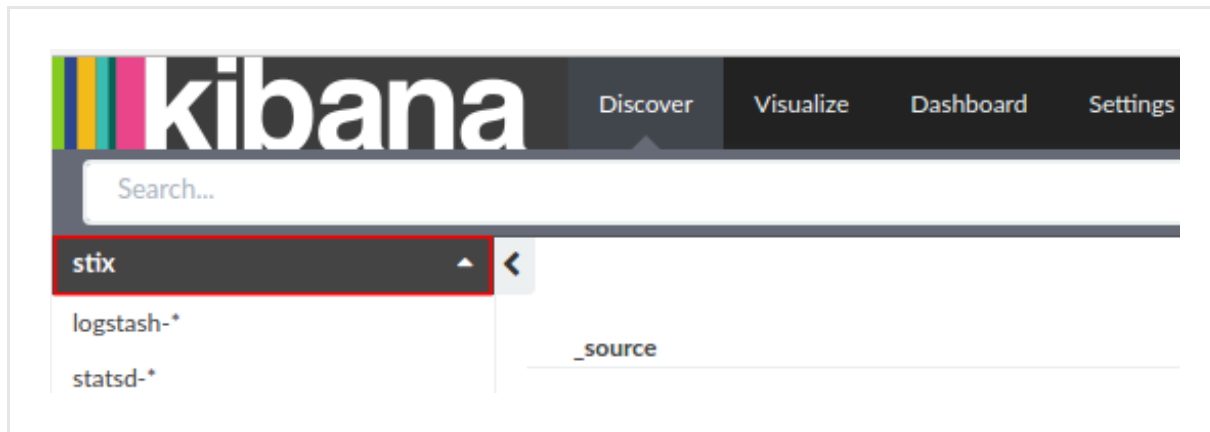 kibana Discover Visualize Dashboard Settings
Search...
stix
logstash-*
_source
statsd-*